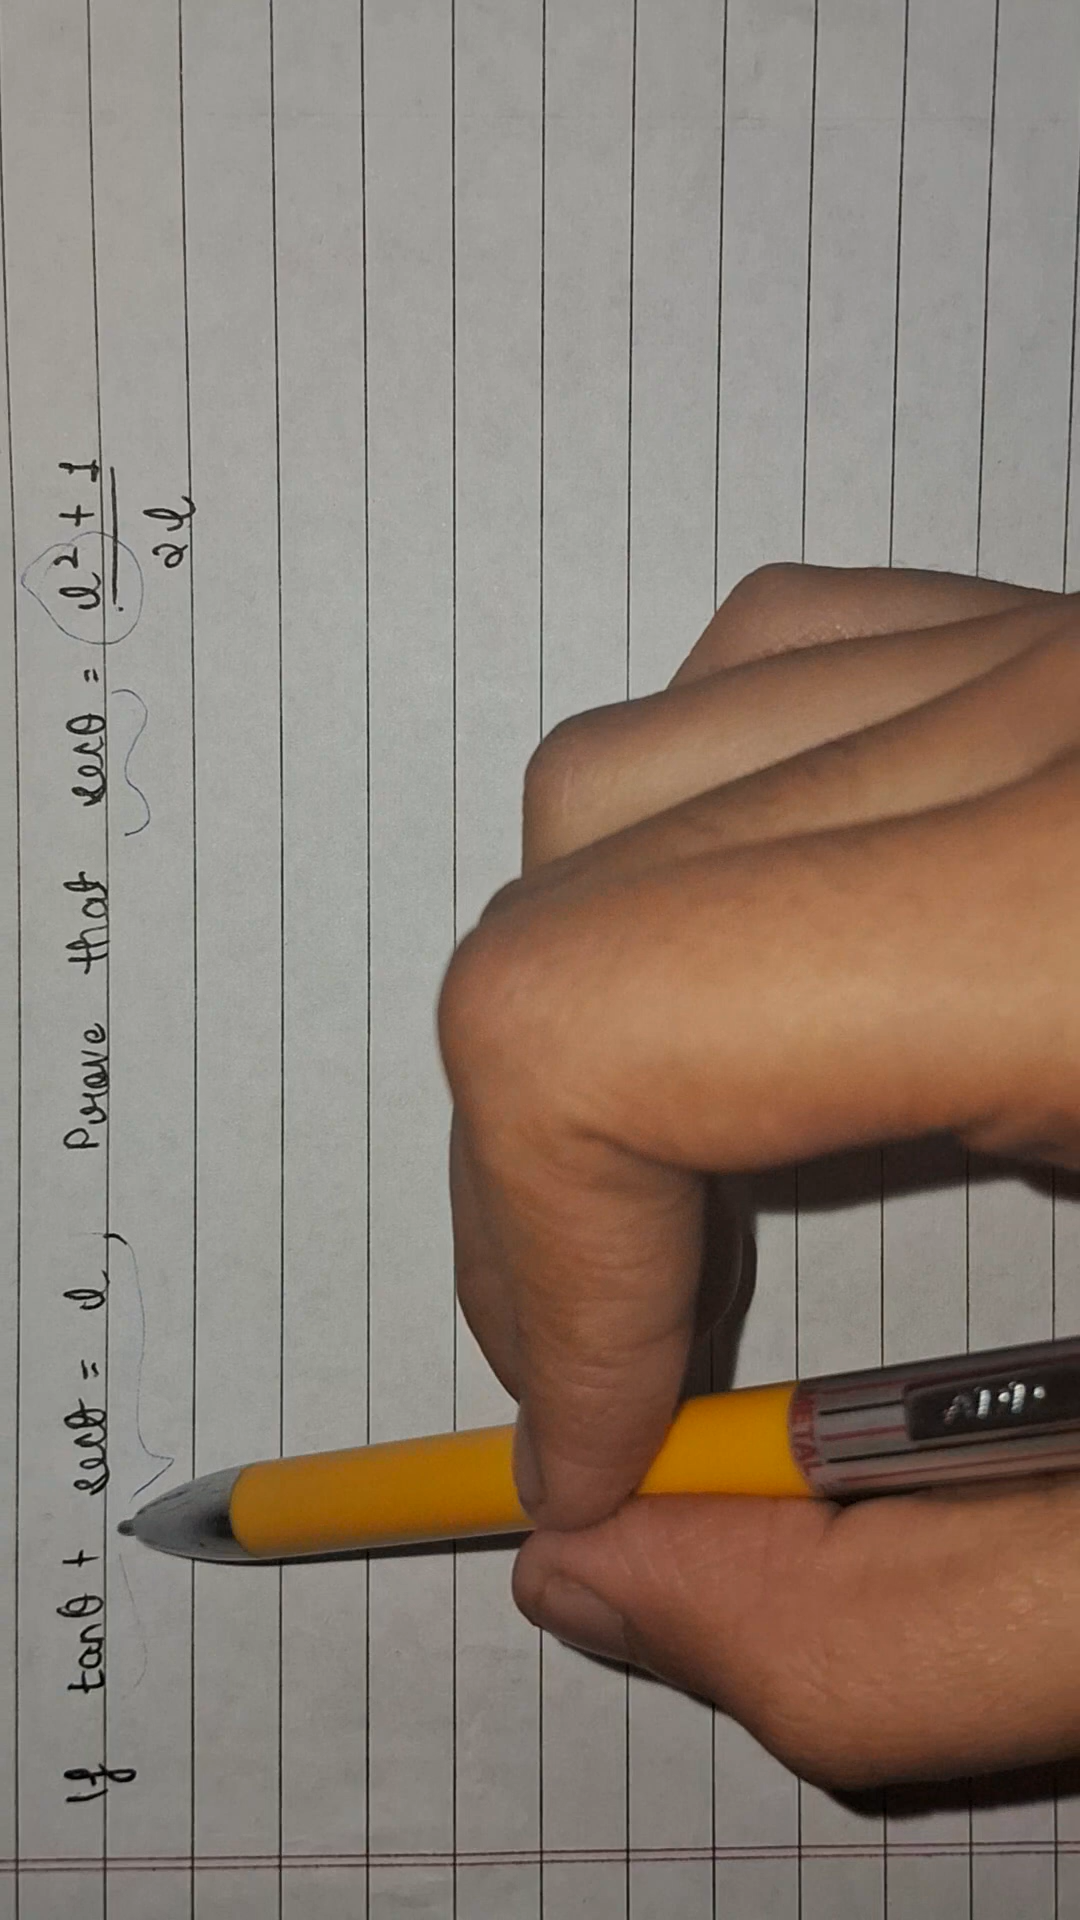 If tanθ + secθ = l, Prove that secθ = l² + 1
2l